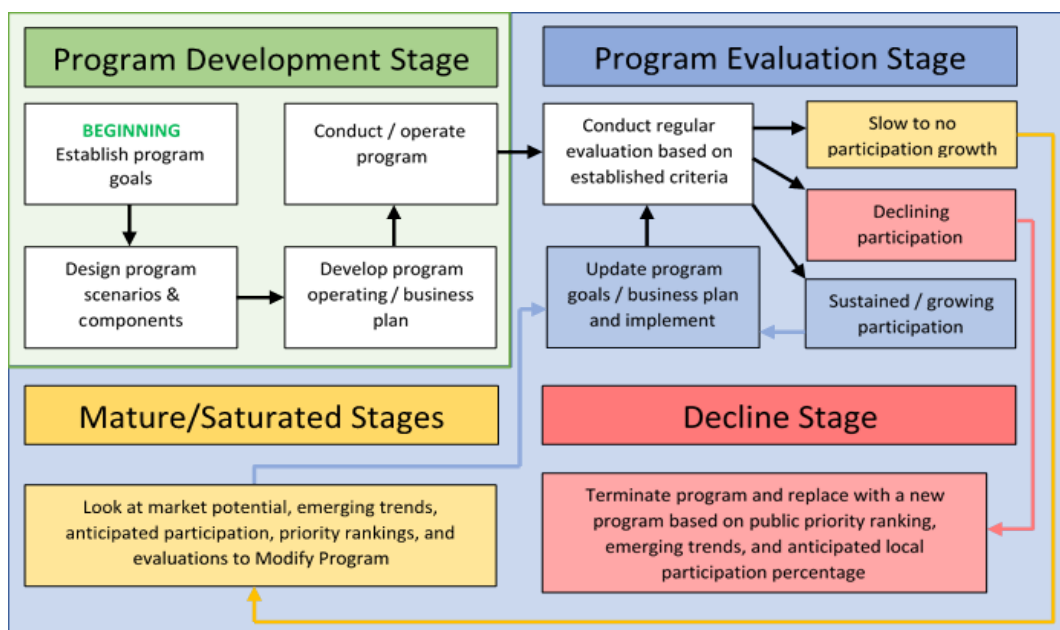 Program Development Stage
BEGINNING
Establish program
goals
Design program
scenarios &
components
Conduct / operate
program
Develop program
operating / business
plan
Program Evaluation Stage
Conduct regular
evaluation based on
established criteria
Update program
goals / business plan
and implement
Slow to no
participation growth
Declining
participation
Sustained / growing
participation
Mature/Saturated Stages
Look at market potential, emerging trends,
anticipated participation, priority rankings, and
evaluations to Modify Program
Decline Stage
Terminate program and replace with a new
program based on public priority ranking,
emerging trends, and anticipated local
participation percentage